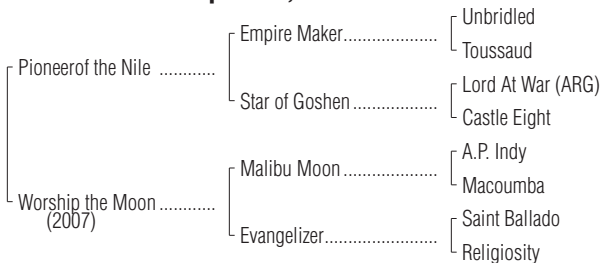 Unbridled
Empire Maker....................
Toussaud
Pioneerof the Nile ............
Lord At War (ARG)
Star of Goshen ..................
Castle Eight
A.P. Indy
Malibu Moon ....................
Macoumba
Worship the Moon ............
(2007)
Saint Ballado
Evangelizer........................
Religiosity